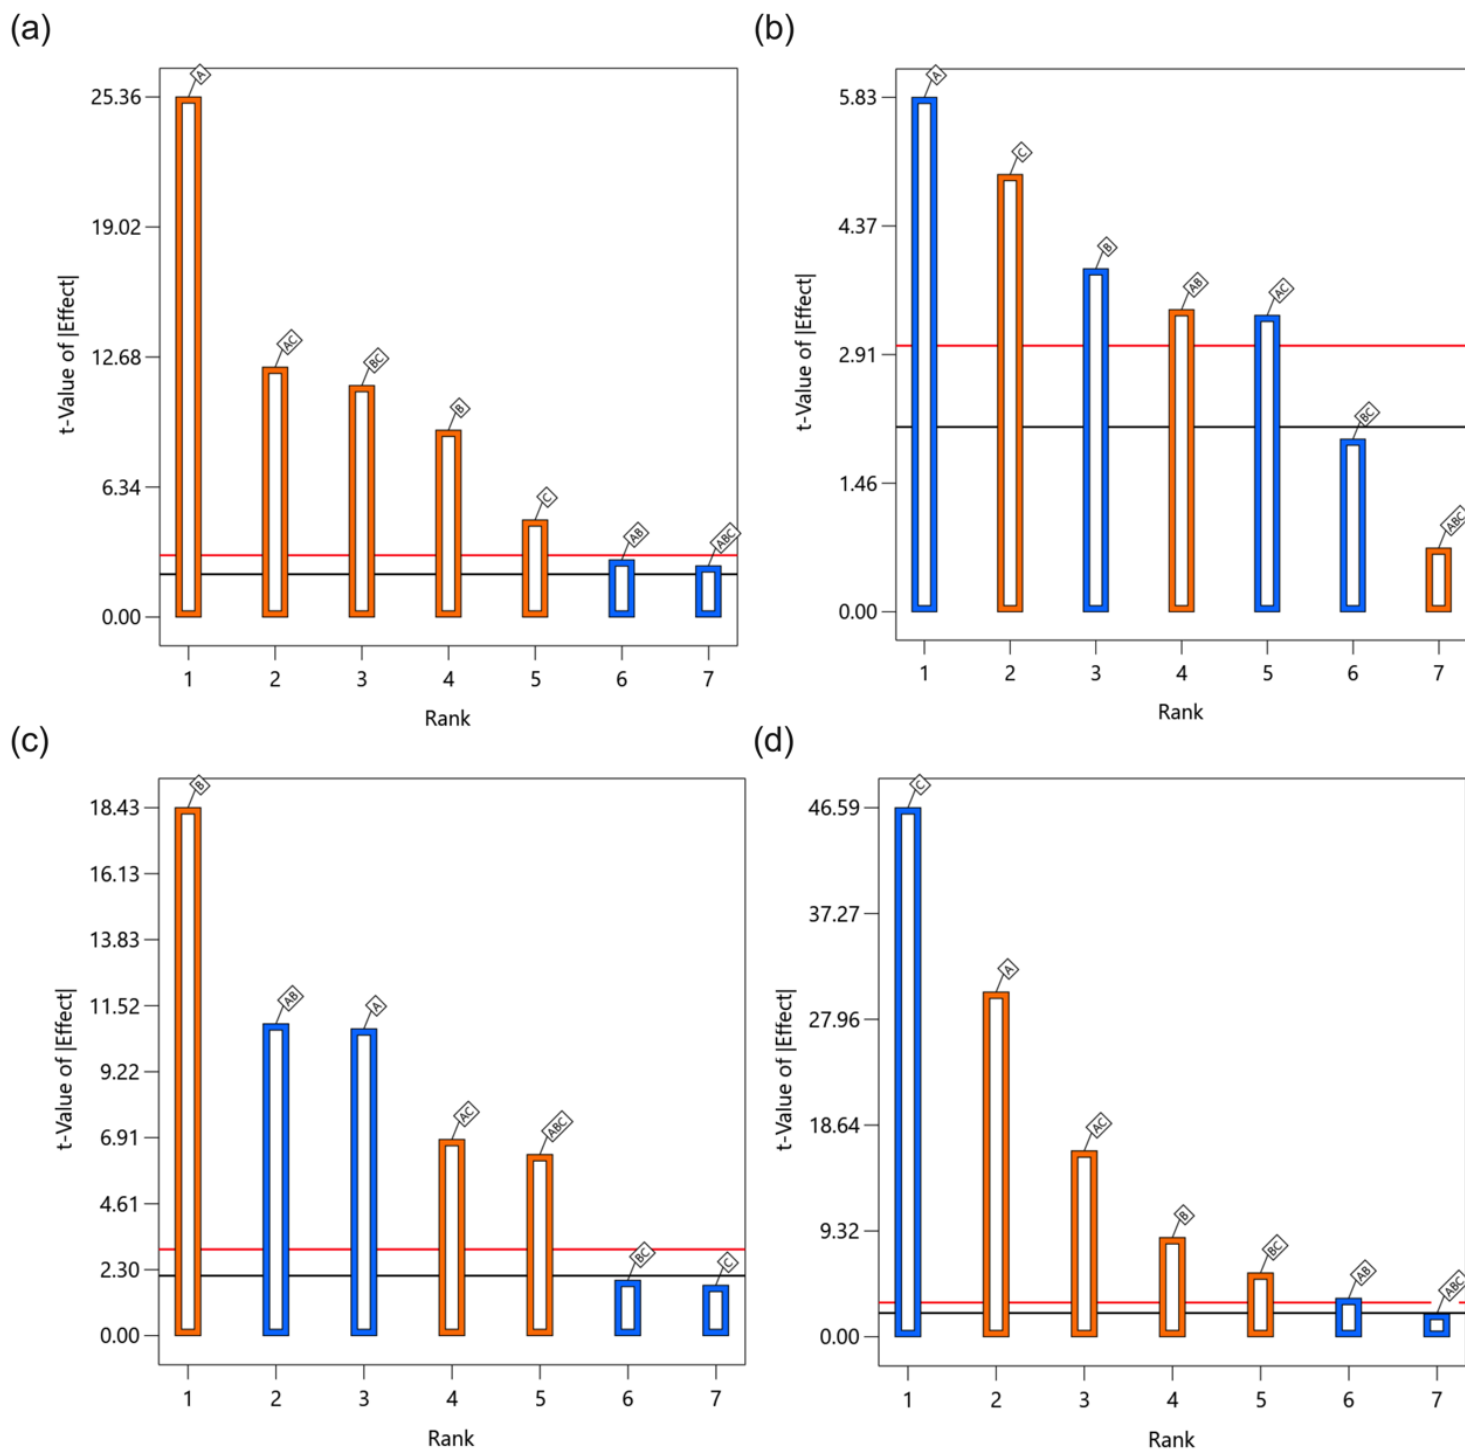 (a)
A
25.36
19.02
12.68
6.34
0.00
AC
BC
B
C
AB
ABC
t-Value of |Effect|
1 2 3 4 5 6 7
Rank
(b)
A
5.83
4.37
2.91
1.46
0.00
C
B
AB
AC
BC
ABC
t-Value of |Effect|
1 2 3 4 5 6 7
Rank
(c)
B
18.43
16.13
13.83
11.52
9.22
6.91
4.61
2.30
0.00
AB
A
AC
ABC
BC
C
t-Value of |Effect|
1 2 3 4 5 6 7
Rank
(d)
C
46.59
37.27
27.96
18.64
9.32
0.00
A
AC
B
BC
AB
ABC
t-Value of |Effect|
1 2 3 4 5 6 7
Rank